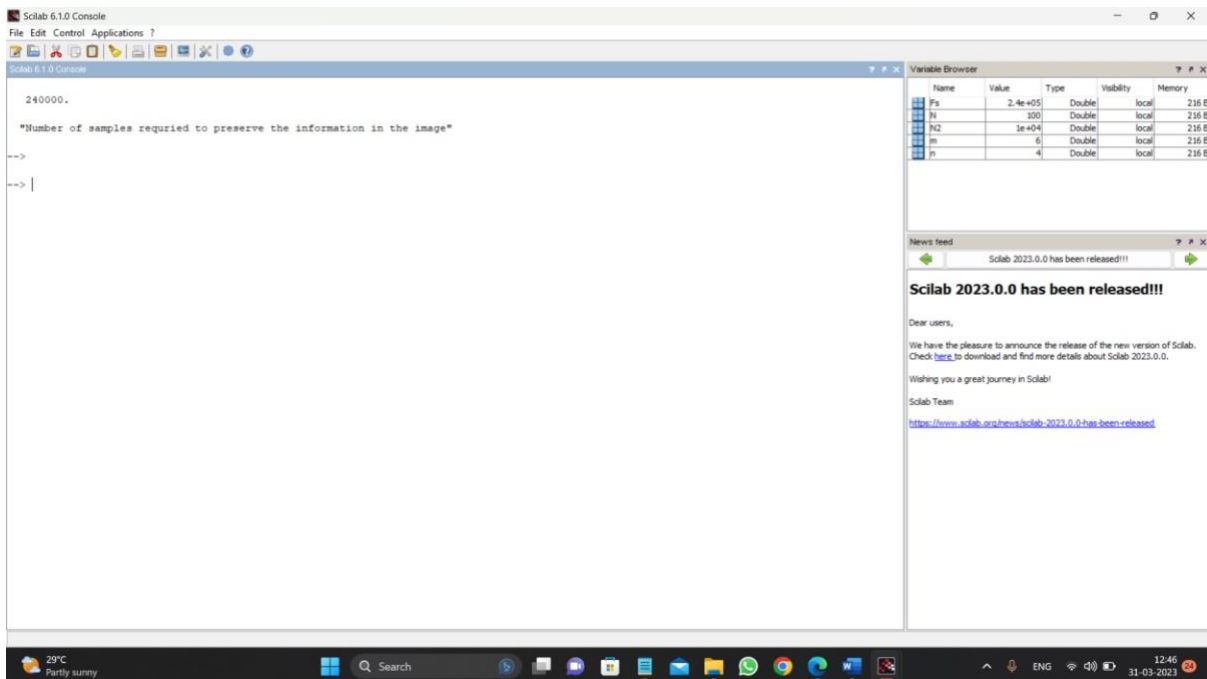 Scilab 6.1.0 Console
File Edit Control Applications ?
Scilab 6.1.0 Console
240000.
"Number of samples requried to preserve the information in the image"
-->
-->
Variable Browser
Name Value Type Visibility Memory
Fs 2.4e+05 Double local 216 B
N 100 Double local 216 B
N2 1e+04 Double local 216 B
m 6 Double local 216 B
n 4 Double local 216 B
News feed
Scilab 2023.0.0 has been released!!!
Scilab 2023.0.0 has been released!!!
Dear users,
We have the pleasure to announce the release of the new version of Scilab.
Check here to download and find more details about Scilab 2023.0.0.
Wishing you a great journey in Scilab!
Scilab Team
https://www.scilab.org/news/scilab-2023.0.0-has-been-released
29°C
Partly sunny
Search
ENG
12:46
31-03-2023
24